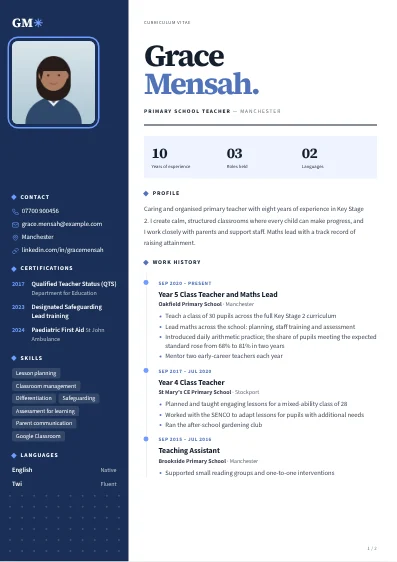 GM
CONTACT
07700 900456
grace.mensah@example.com
Manchester
linkedin.com/in/gracemensah
CERTIFICATIONS
2017 Qualified Teacher Status (QTS)
Department for Education
2023 Designated Safeguarding
Lead training
2024 Paediatric First Aid St John
Ambulance
SKILLS
Lesson planning
Classroom management
Differentiation Safeguarding
Assessment for learning
Parent communication
Google Classroom
LANGUAGES
English Native
Twi Fluent
CURRICULUM VITAE
Grace
Mensah.
PRIMARY SCHOOL TEACHER — MANCHESTER
10 03 02
Years of experience Roles held Languages
PROFILE
Caring and organised primary teacher with eight years of experience in Key Stage
2. I create calm, structured classrooms where every child can make progress, and
I work closely with parents and support staff. Maths lead with a track record of
raising attainment.
WORK HISTORY
SEP 2020 – PRESENT
Year 5 Class Teacher and Maths Lead
Oakfield Primary School · Manchester
• Teach a class of 30 pupils across the full Key Stage 2 curriculum
• Lead maths across the school: planning, staff training and assessment
• Introduced daily arithmetic practice; the share of pupils meeting the expected
standard rose from 68% to 81% in two years
• Mentor two early-career teachers each year
SEP 2017 – JUL 2020
Year 4 Class Teacher
St Mary's CE Primary School · Stockport
• Planned and taught engaging lessons for a mixed-ability class of 28
• Worked with the SENCO to adapt lessons for pupils with additional needs
• Ran the after-school gardening club
SEP 2015 – JUL 2016
Teaching Assistant
Brookside Primary School · Manchester
• Supported small reading groups and one-to-one interventions
1 / 2